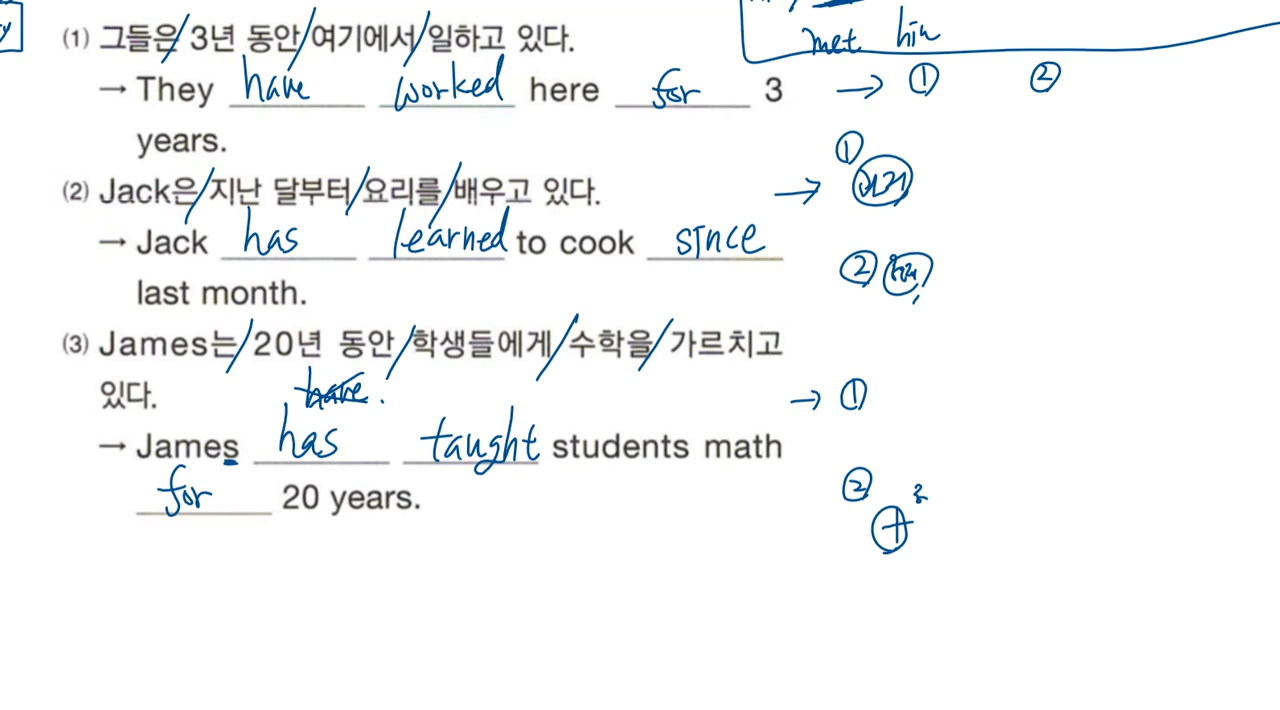 met him
(1) 그들은/ 3년 동안/여기에서/일하고 있다.
→ They have worked here for 3
→ ① ②
years.
①
(2) Jack은/지난 달부터/요리를/배우고 있다.
→
→ Jack has learned to cook since
②
last month.
(3) James는/20년 동안/학생들에게/수학을/가르치고
있다. have.
→ ①
→ James has taught students math
for 20 years.
②